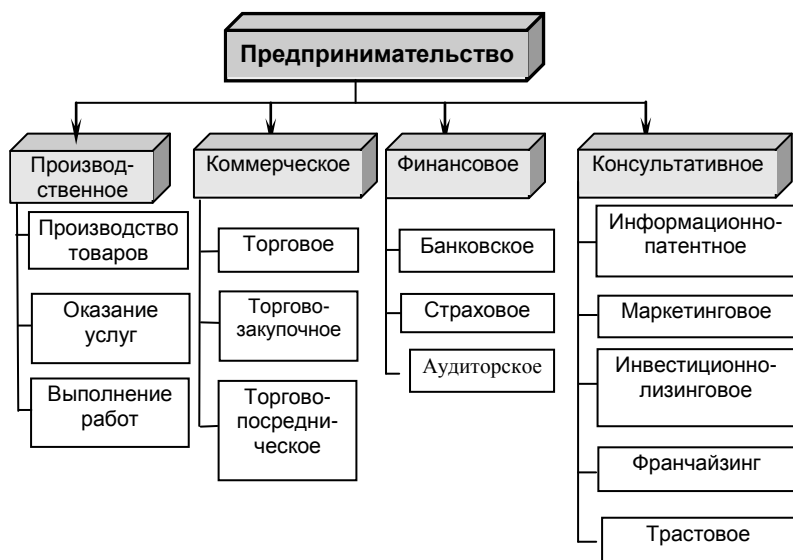 Предпринимательство
Производ-
ственное
Производство
товаров
Оказание
услуг
Выполнение
работ
Коммерческое
Торговое
Торгово-
закупочное
Торгово-
посредни-
ческое
Финансовое
Банковское
Страховое
Аудиторское
Консультативное
Информационно-
патентное
Маркетинговое
Инвестиционно-
лизинговое
Франчайзинг
Трастовое